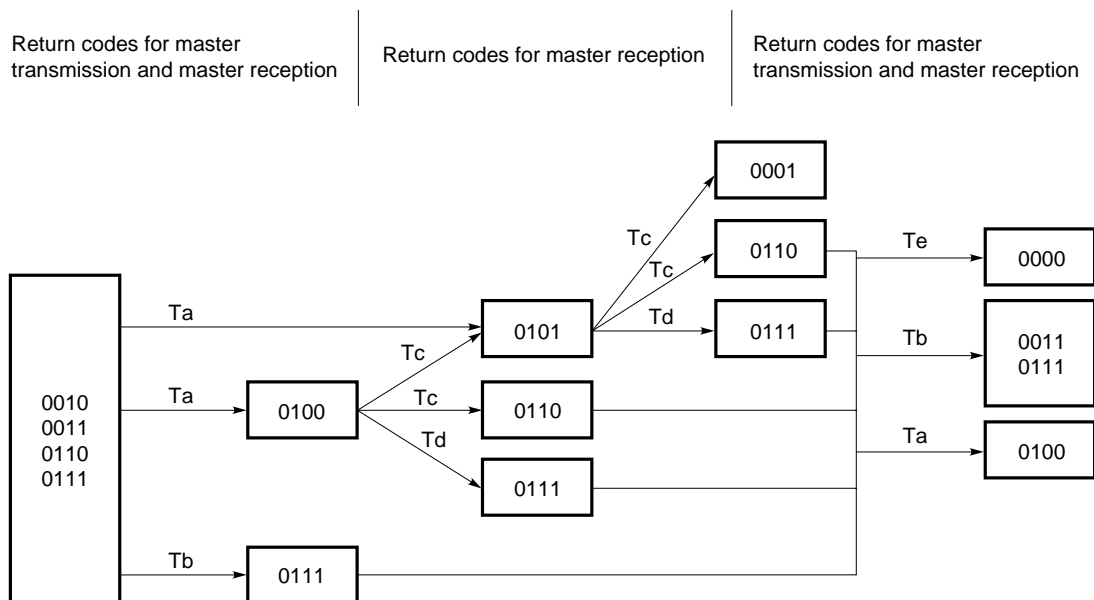 Return codes for master
transmission and master reception
Return codes for master reception
Return codes for master
transmission and master reception
0001
Tc
0110
Te
0000
Tc
Ta
0101
Td
0111
Tb
0011
0111
Tc
0010
0011
0110
0111
Ta
0100
Tc
0110
Td
Ta
0100
0111
Tb
0111